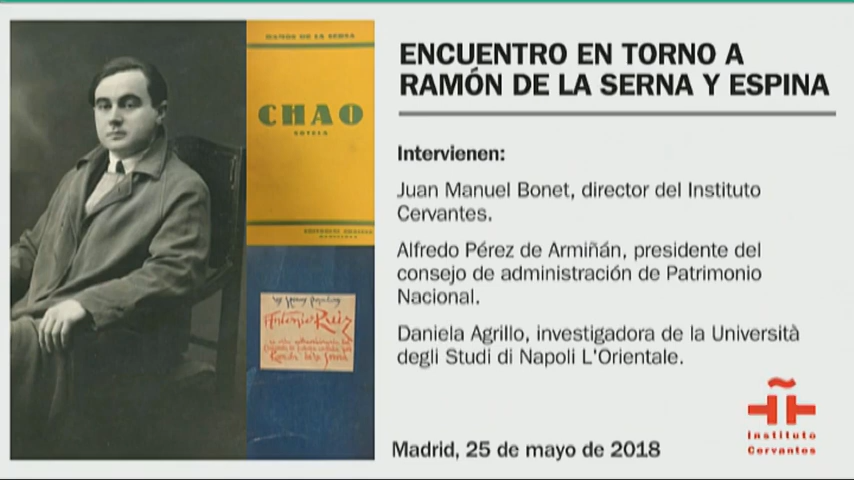 RAMÓN DE LA SERNA
CHAO
NOVELA
ENCUENTRO EN TORNO A
RAMÓN DE LA SERNA Y ESPINA
Intervienen:
Juan Manuel Bonet, director del Instituto
Cervantes.
Alfredo Pérez de Armiñán, presidente del
consejo de administración de Patrimonio
Nacional.
Daniela Agrillo, investigadora de la Università
degli Studi di Napoli L'Orientale.
Antonio Ruiz
Madrid, 25 de mayo de 2018
Instituto
Cervantes